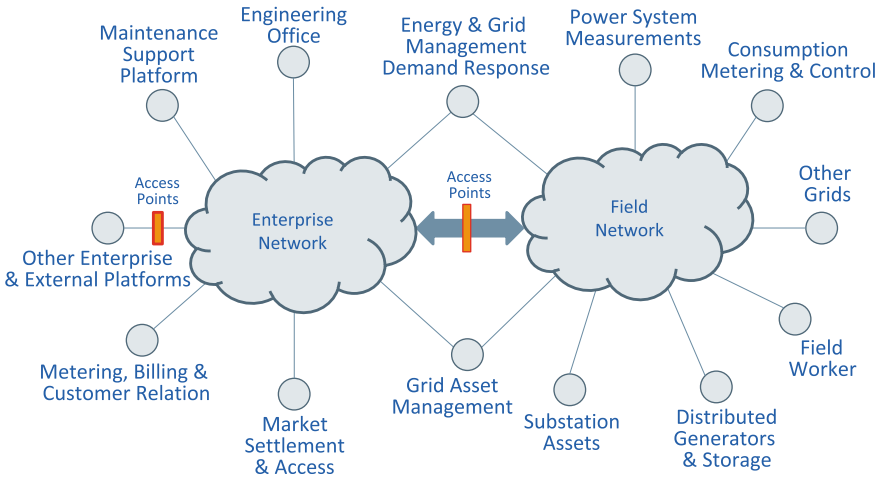 Maintenance
Support
Platform
Engineering
Office
Energy & Grid
Management
Demand Response
Power System
Measurements
Consumption
Metering & Control
Access
Points
Enterprise
Network
Access
Points
Field
Network
Other
Grids
Other Enterprise
& External Platforms
Metering, Billing &
Customer Relation
Market
Settlement
& Access
Grid Asset
Management
Substation
Assets
Distributed
Generators
& Storage
Field
Worker